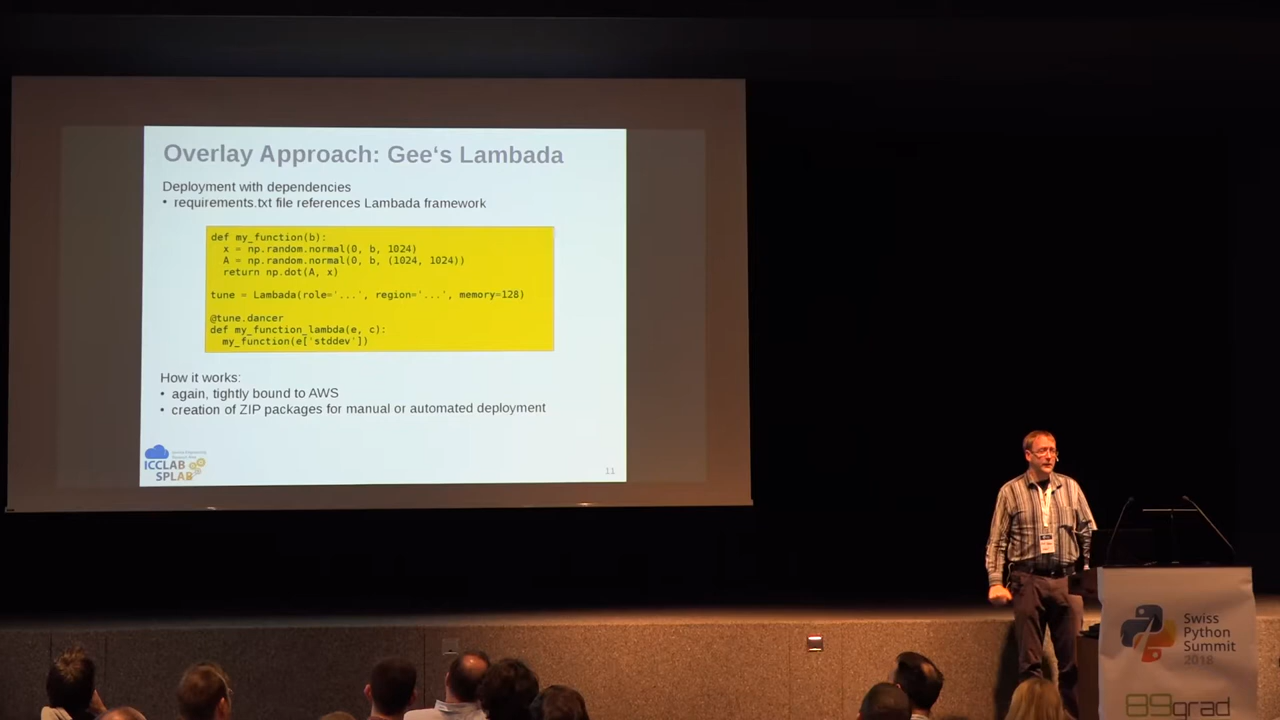 Overlay Approach: Gee‘s Lambada
Deployment with dependencies
• requirements.txt file references Lambada framework
def my_function(b):
x = np.random.normal(0, b, 1024)
A = np.random.normal(0, b, (1024, 1024))
return np.dot(A, x)
tune = Lambada(role='...', region='...', memory=128)
@tune.dancer
def my_function_lambda(e, c):
my_function(e['stddev'])
How it works:
• again, tightly bound to AWS
• creation of ZIP packages for manual or automated deployment
ICCLAB
SPLAB
11
Swiss
Python
Summit
2018
89grad